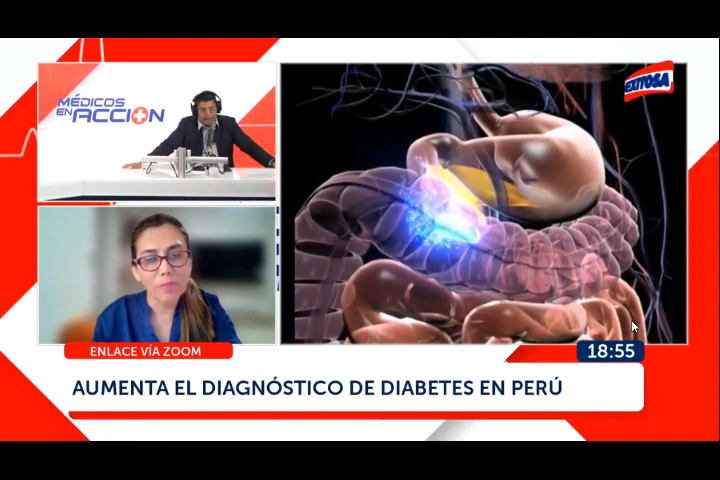 MÉDICOS
EN ACCIÓN
EXITOSA
ENLACE VÍA ZOOM
18:55
AUMENTA EL DIAGNÓSTICO DE DIABETES EN PERÚ